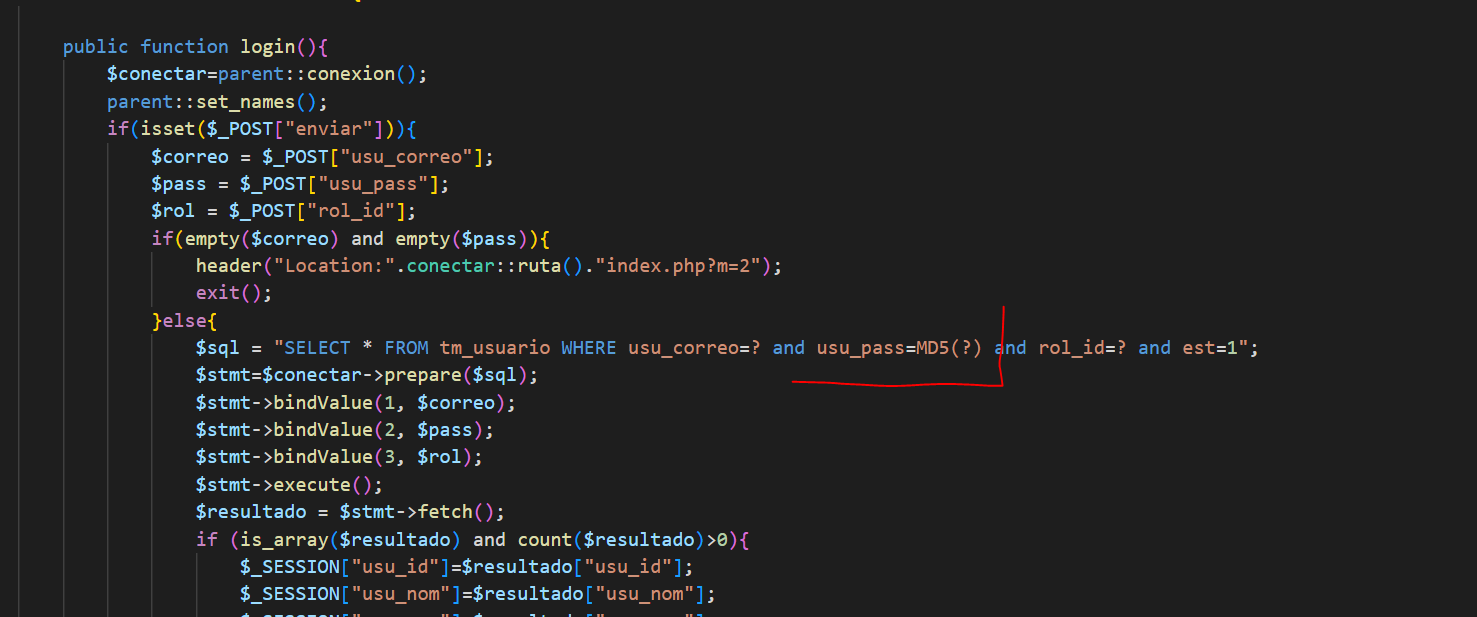 public function login(){
$conectar=parent::conexion();
parent::set_names();
if(isset($_POST["enviar"])){
$correo = $_POST["usu_correo"];
$pass = $_POST["usu_pass"];
$rol = $_POST["rol_id"];
if(empty($correo) and empty($pass)){
header("Location:".conectar::ruta()."index.php?m=2");
exit();
}else{
$sql = "SELECT * FROM tm_usuario WHERE usu_correo=? and usu_pass=MD5(?) and rol_id=? and est=1";
$stmt=$conectar->prepare($sql);
$stmt->bindValue(1, $correo);
$stmt->bindValue(2, $pass);
$stmt->bindValue(3, $rol);
$stmt->execute();
$resultado = $stmt->fetch();
if (is_array($resultado) and count($resultado)>0){
$_SESSION["usu_id"]=$resultado["usu_id"];
$_SESSION["usu_nom"]=$resultado["usu_nom"];